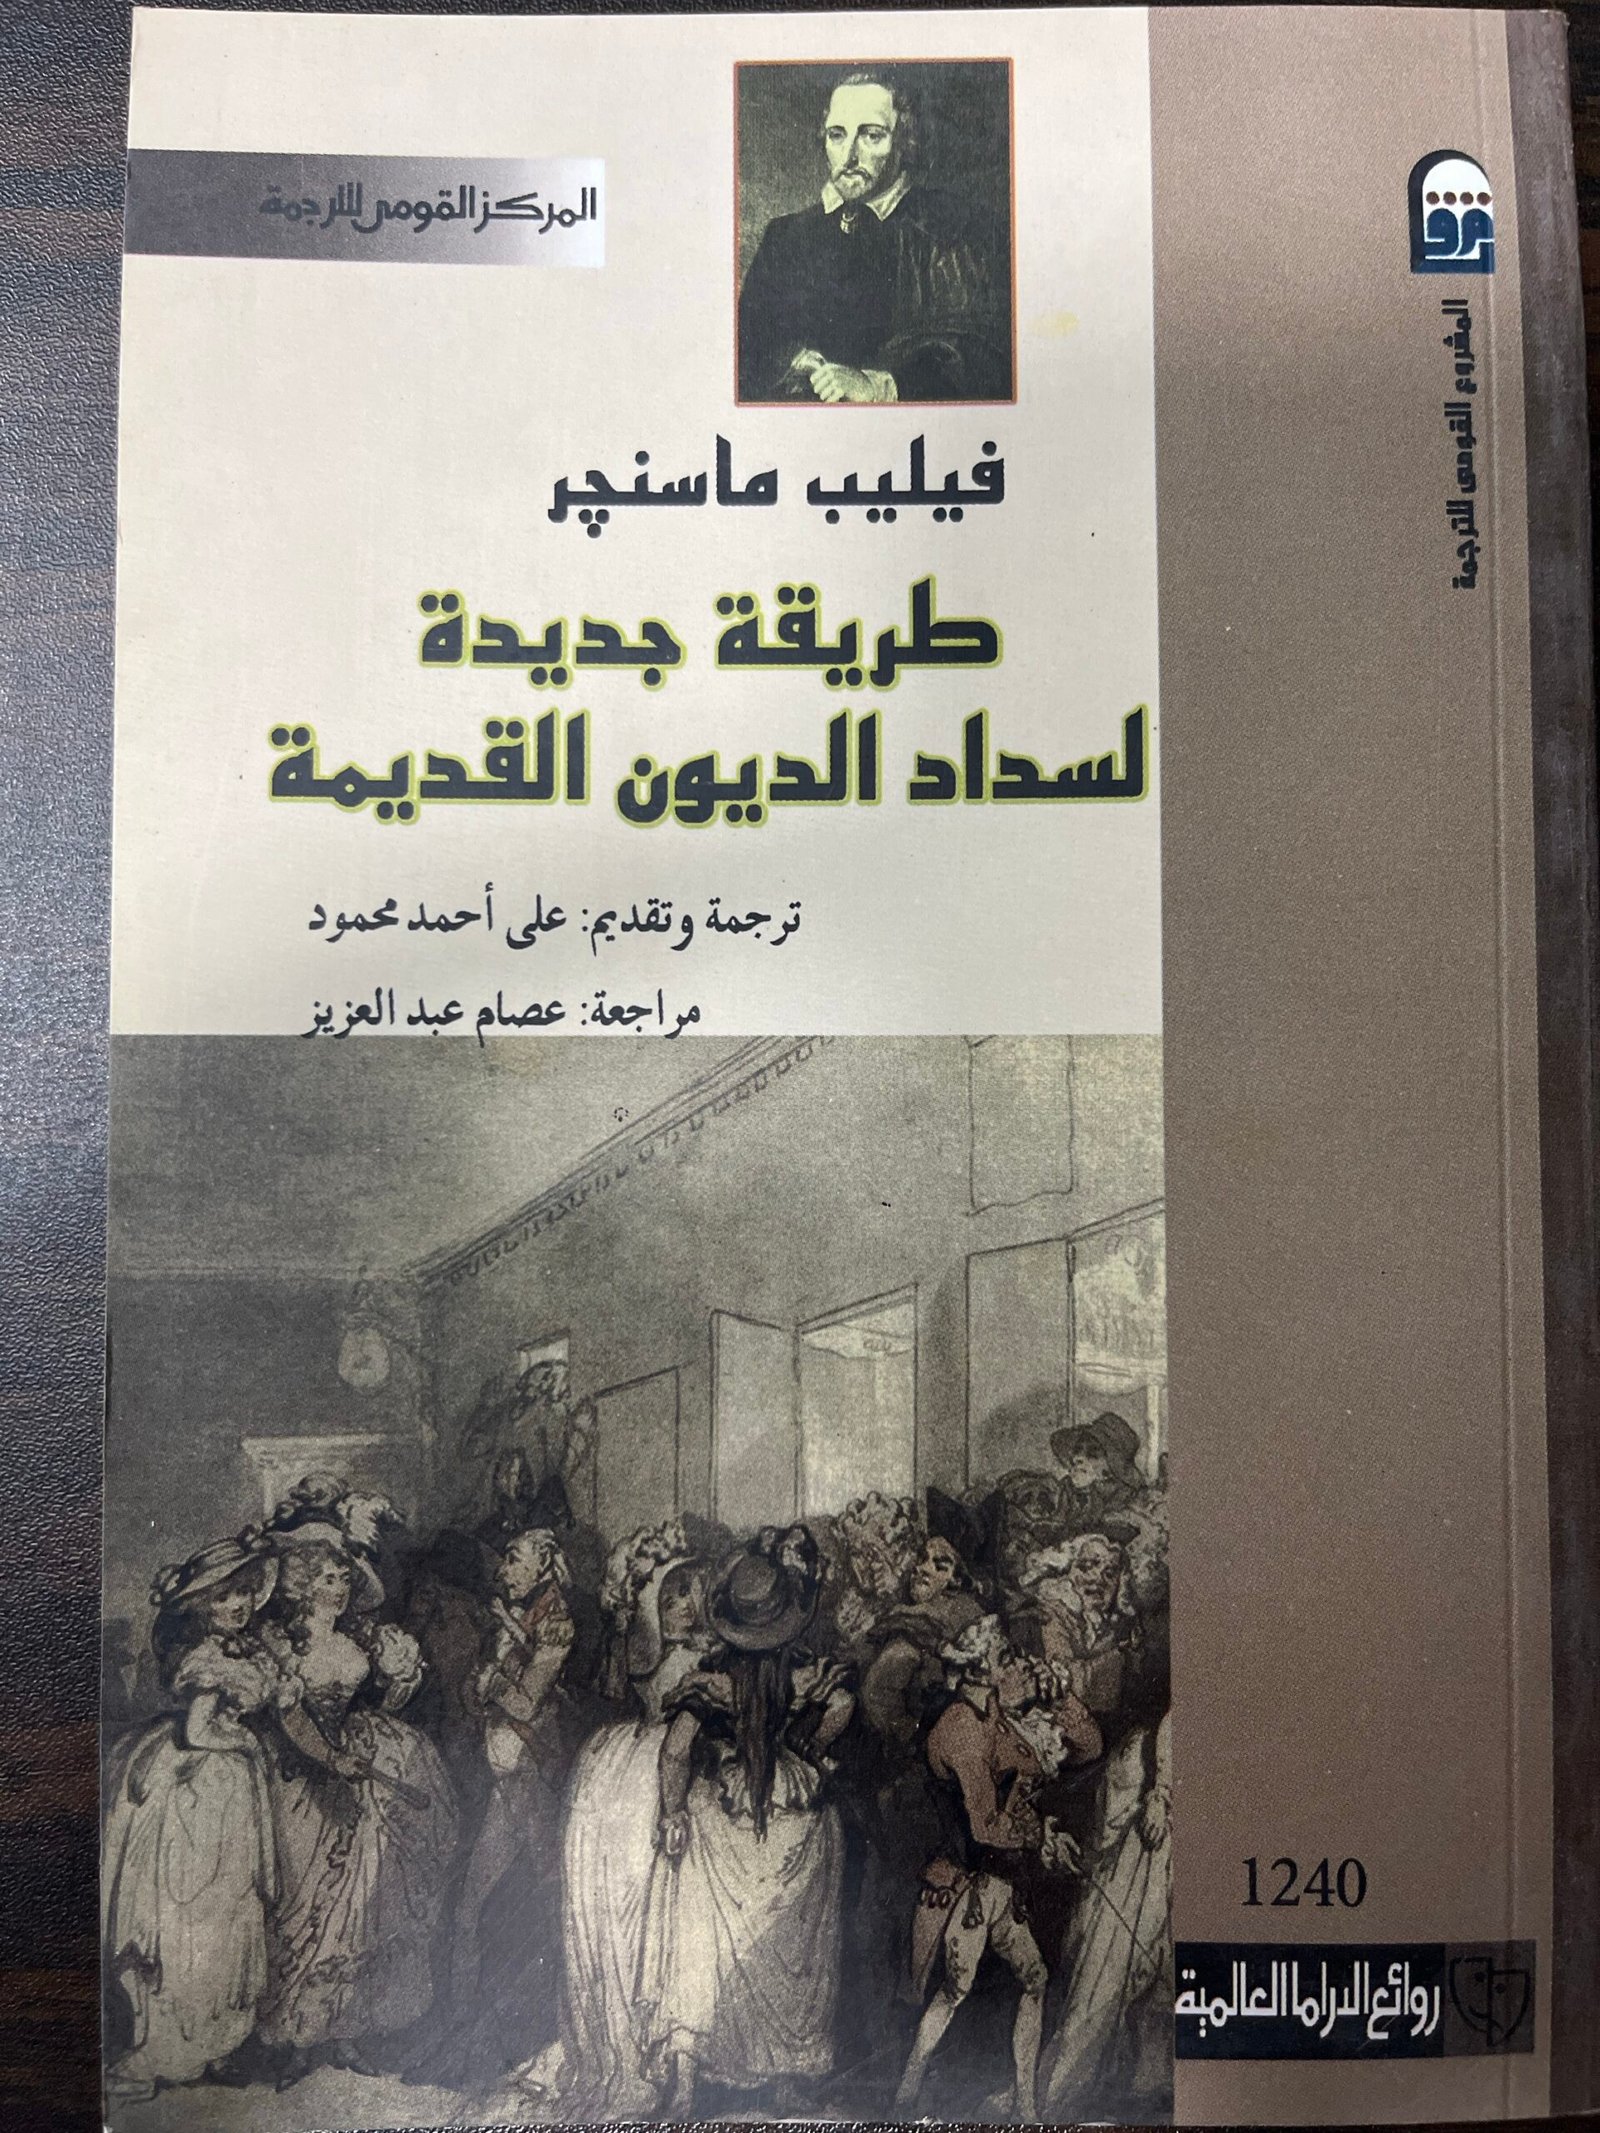 المركز القومى للترجمة
المشروع القومى للترجمة
فيليب ماسنچر
طريقة جديدة
لسداد الديون القديمة
ترجمة وتقديم: على أحمد محمود
مراجعة: عصام عبد العزيز
1240
روائع الدراما العالمية